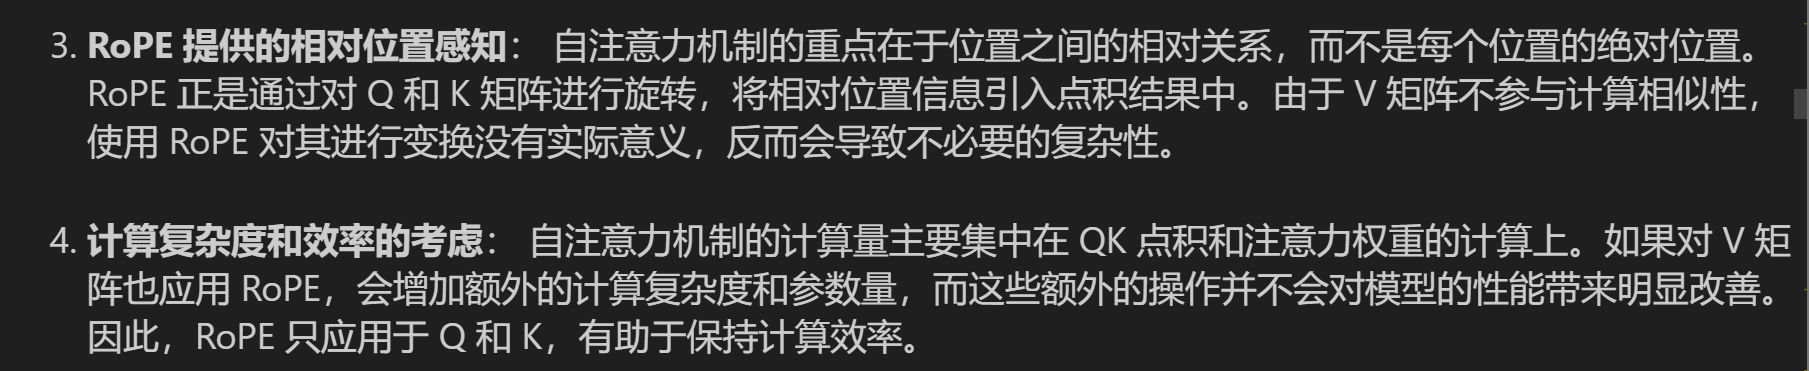 3. RoPE 提供的相对位置感知： 自注意力机制的重点在于位置之间的相对关系，而不是每个位置的绝对位置。
RoPE 正是通过对 Q 和 K 矩阵进行旋转，将相对位置信息引入点积结果中。由于 V 矩阵不参与计算相似性，
使用 RoPE 对其进行变换没有实际意义，反而会导致不必要的复杂性。
4. 计算复杂度和效率的考虑： 自注意力机制的计算量主要集中在 QK 点积和注意力权重的计算上。如果对 V 矩
阵也应用 RoPE，会增加额外的计算复杂度和参数量，而这些额外的操作并不会对模型的性能带来明显改善。
因此，RoPE 只应用于 Q 和 K，有助于保持计算效率。